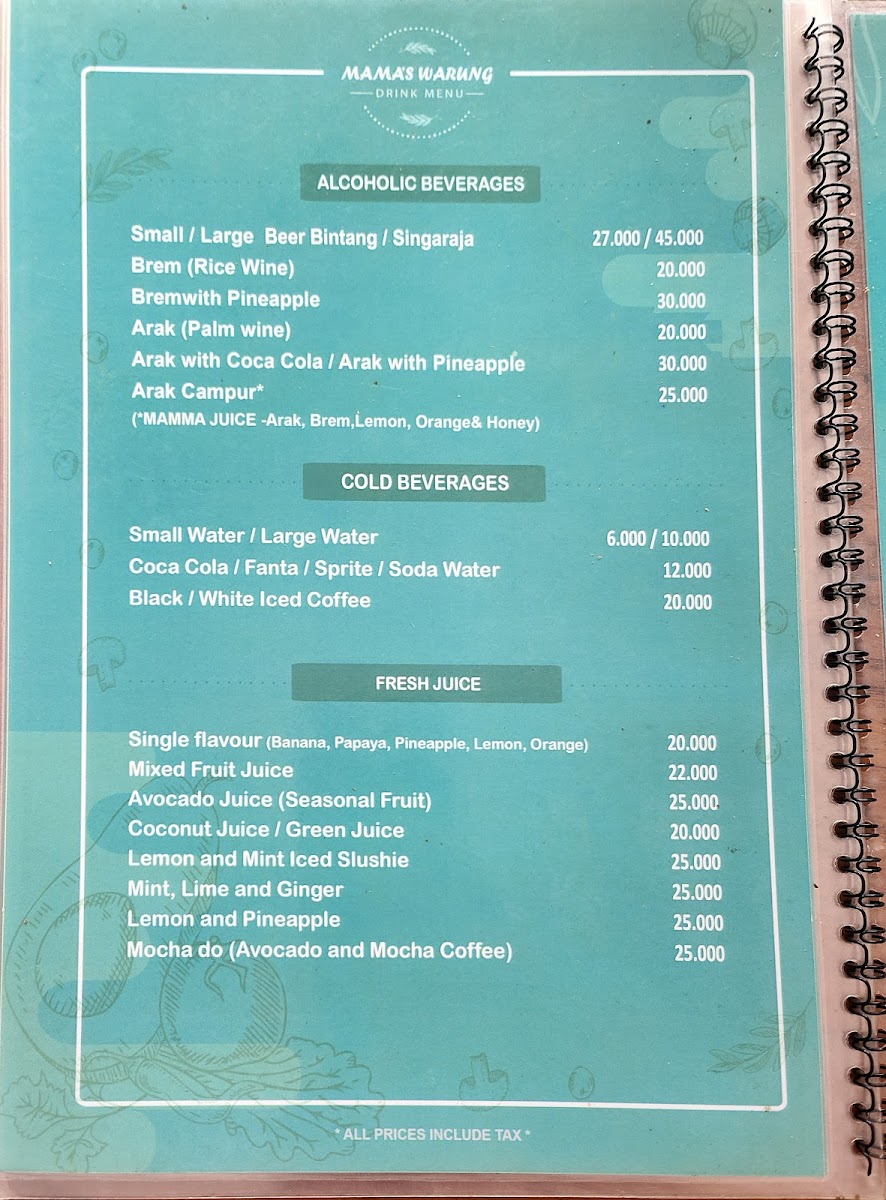 MAMA'S WARUNG
DRINK MENU
ALCOHOLIC BEVERAGES
Small / Large Beer Bintang / Singaraja 27.000 / 45.000
Brem (Rice Wine) 20.000
Bremwith Pineapple 30.000
Arak (Palm wine) 20.000
Arak with Coca Cola / Arak with Pineapple 30.000
Arak Campur* 25.000
(*MAMMA JUICE -Arak, Brem,Lemon, Orange& Honey)
COLD BEVERAGES
Small Water / Large Water 6.000 / 10.000
Coca Cola / Fanta / Sprite / Soda Water 12.000
Black / White Iced Coffee 20.000
FRESH JUICE
Single flavour (Banana, Papaya, Pineapple, Lemon, Orange) 20.000
Mixed Fruit Juice 22.000
Avocado Juice (Seasonal Fruit) 25.000
Coconut Juice / Green Juice 20.000
Lemon and Mint Iced Slushie 25.000
Mint, Lime and Ginger 25.000
Lemon and Pineapple 25.000
Mocha do (Avocado and Mocha Coffee) 25.000
* ALL PRICES INCLUDE TAX *